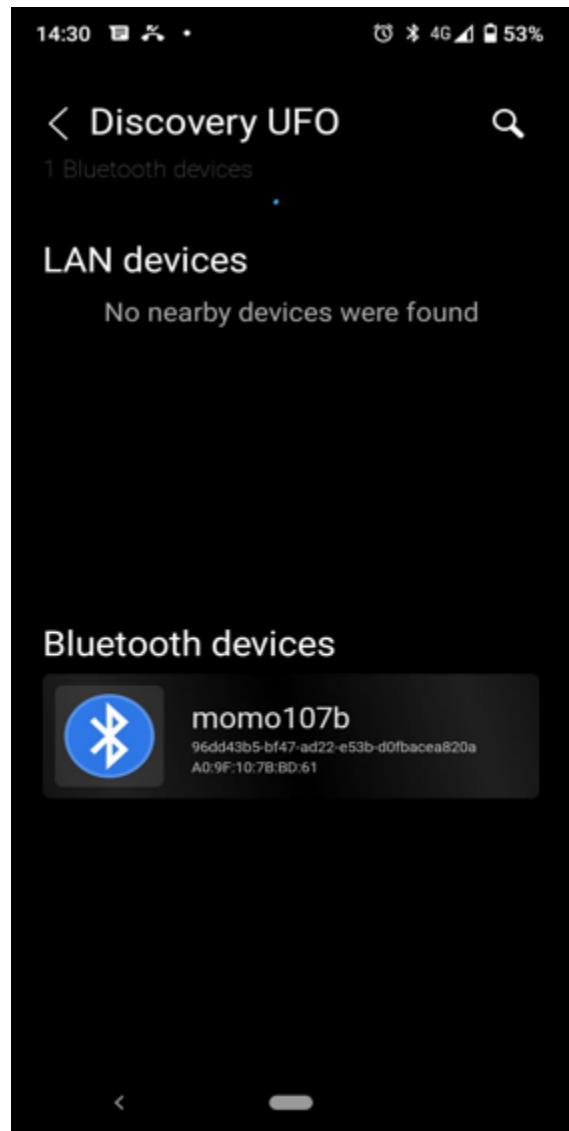 14:30 4G 53%
Discovery UFO
1 Bluetooth devices
LAN devices
No nearby devices were found
Bluetooth devices
momo107b
96dd43b5-bf47-ad22-e53b-d0fbacea820a
A0:9F:10:7B:BD:61